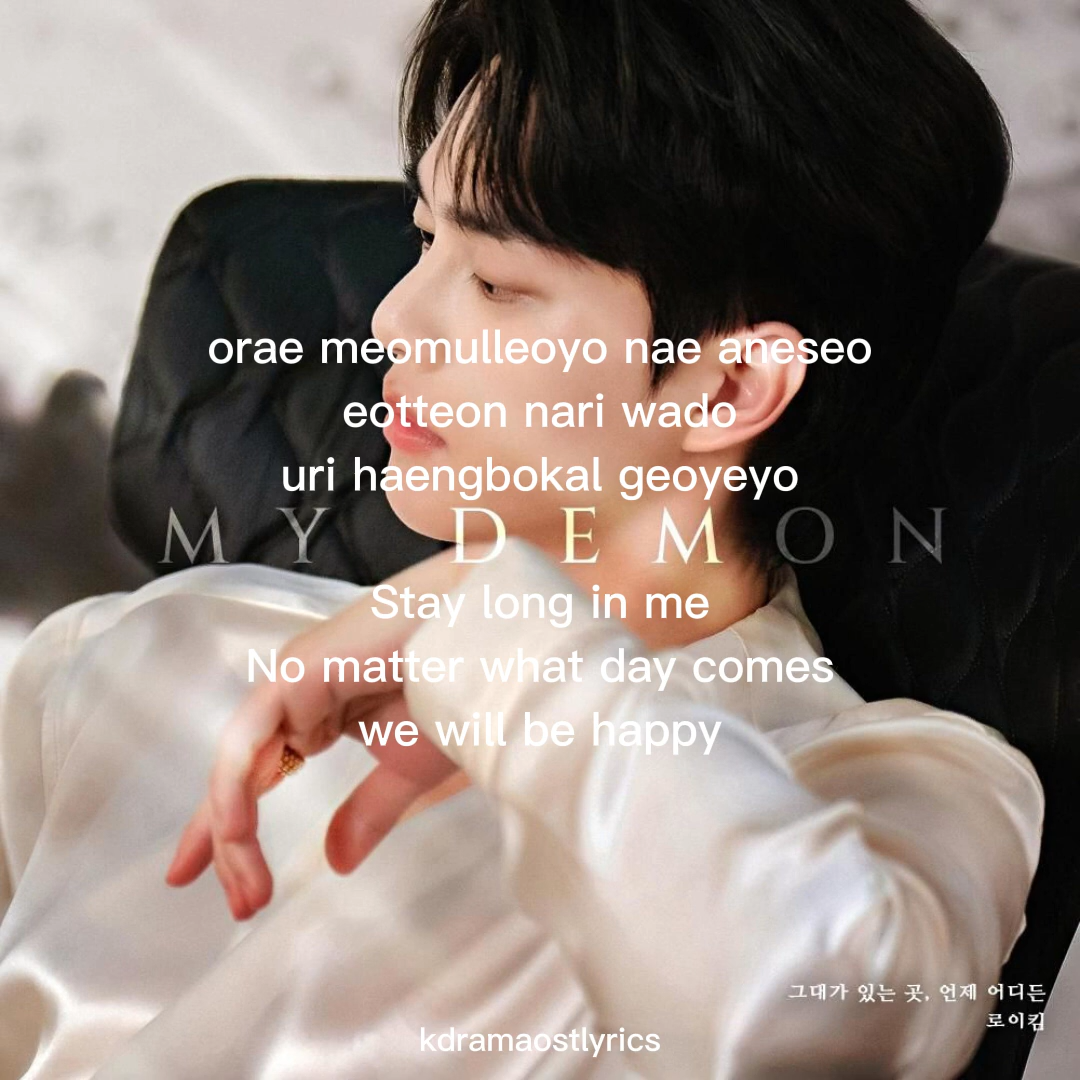 orae meomulleoyo nae aneseo
eotteon nari wado
uri haengbokal geoyeyo
MY DEMON
Stay long in me
No matter what day comes
we will be happy
그대가 있는 곳, 언제 어디든
로이킴
kdramaostlyrics